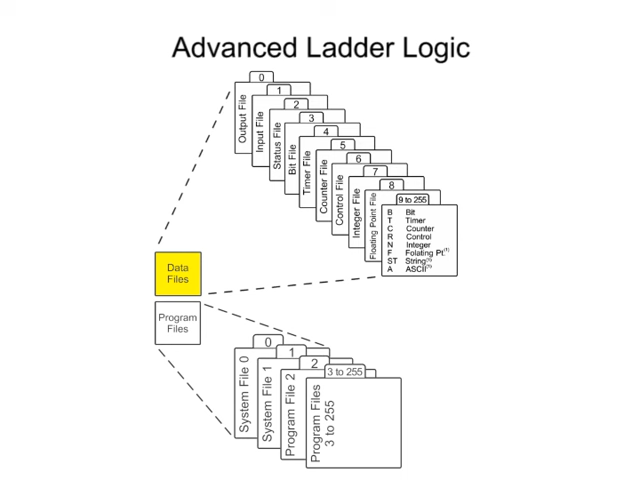 Advanced Ladder Logic
0
Output File
1
Input File
2
Status File
3
Bit File
4
Timer File
5
Counter File
6
Control File
7
Integer File
8
Floating Point File
9 to 255
B Bit
T Timer
C Counter
R Control
N Integer
F Folating Pt.(1)
ST String(1)
A ASCII(1)
Data
Files
Program
Files
0
System File 0
1
System File 1
2
Program File 2
3 to 255
Program Files
3 to 255